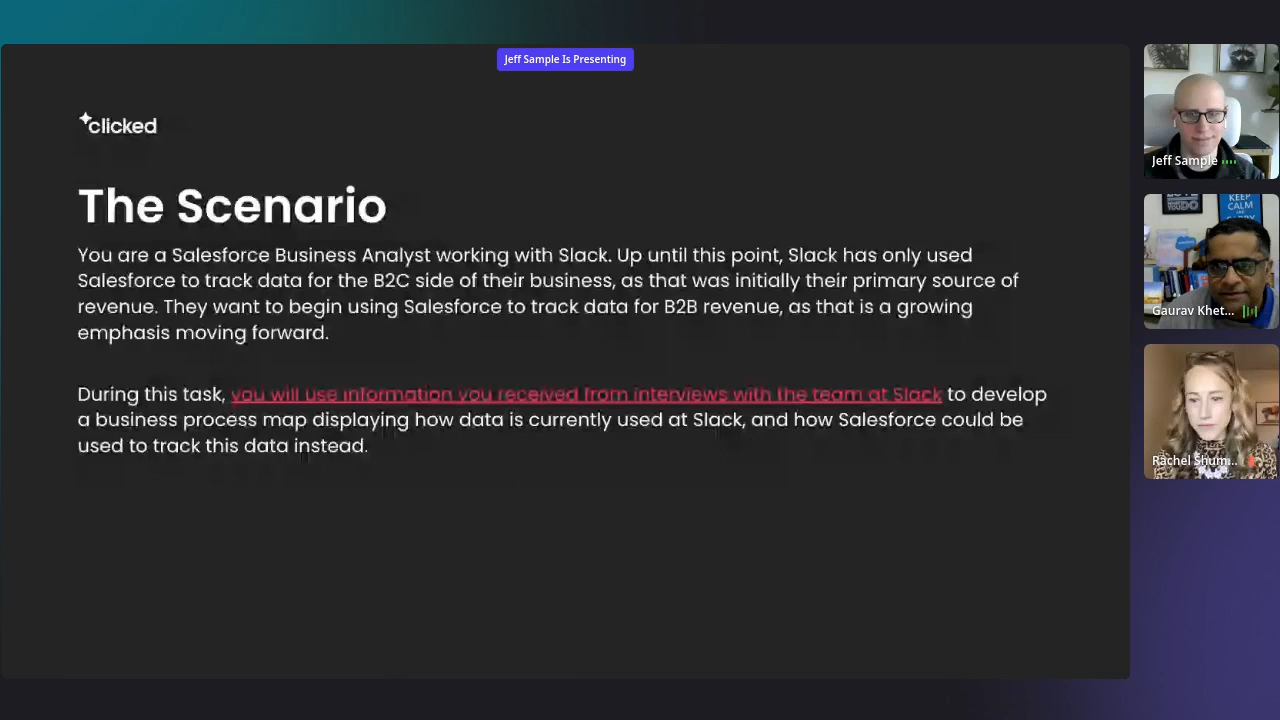 Jeff Sample Is Presenting
clicked
The Scenario
You are a Salesforce Business Analyst working with Slack. Up until this point, Slack has only used
Salesforce to track data for the B2C side of their business, as that was initially their primary source of
revenue. They want to begin using Salesforce to track data for B2B revenue, as that is a growing
emphasis moving forward.
During this task, you will use information you received from interviews with the team at Slack to develop
a business process map displaying how data is currently used at Slack, and how Salesforce could be
used to track this data instead.
Jeff Sample
KEEP
CALM
Gaurav Khet...
Rachel Shum...